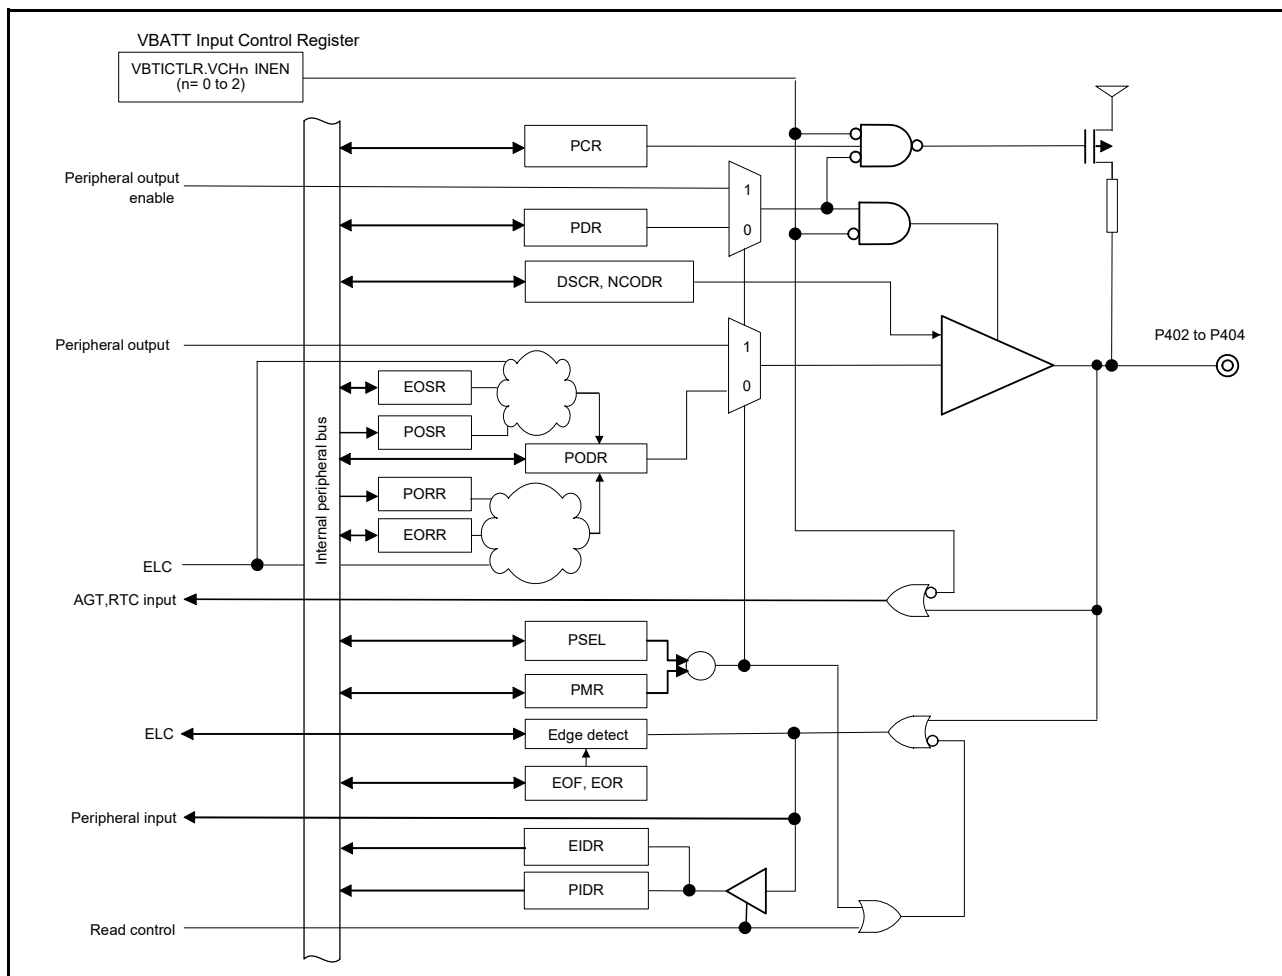 VBATT Input Control Register
VBTICTLR.VCHn INEN
(n= 0 to 2)
PCR
Peripheral output
enable
1
0
PDR
DSCR, NCODR
Peripheral output
1
0
P402 to P404
EOSR
POSR
PODR
PORR
EORR
Internal peripheral bus
ELC
AGT,RTC input
PSEL
PMR
ELC
Edge detect
EOF, EOR
Peripheral input
EIDR
PIDR
Read control